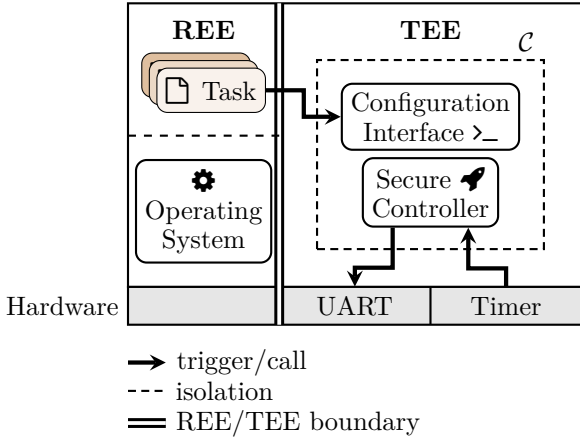 REE
TEE
𝒞
Task
Configuration
Interface >_
Secure
Controller
Operating
System
Hardware
UART
Timer
trigger/call
isolation
REE/TEE boundary